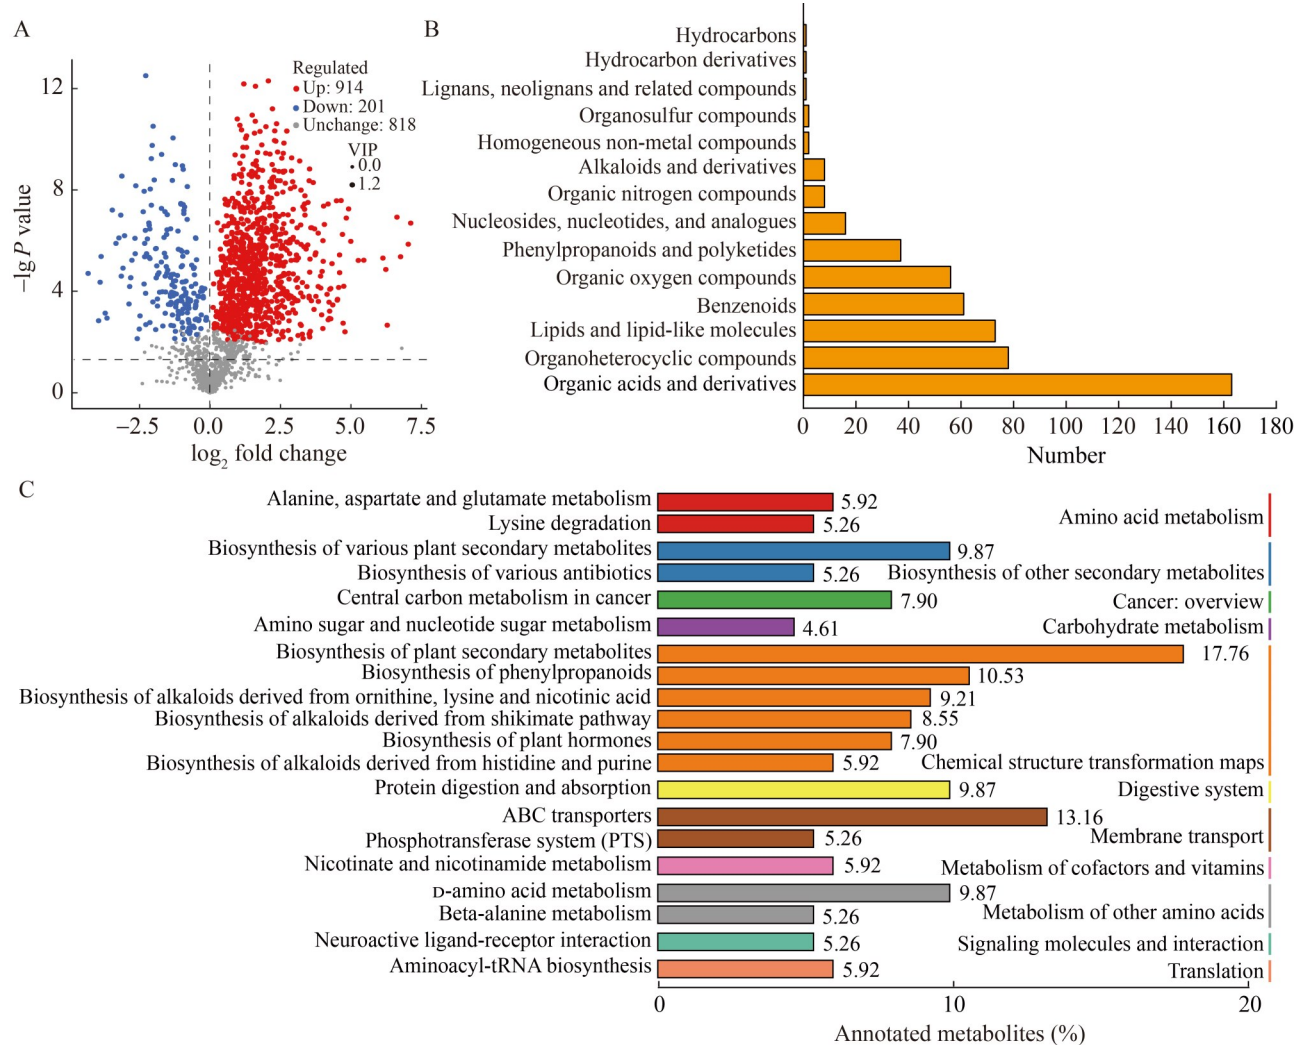 A
Regulated
Up: 914
Down: 201
Unchange: 818
VIP
0.0
1.2
12
8
4
0
−lg P value
−2.5 0.0 2.5 5.0 7.5
log2 fold change
B
Hydrocarbons
Hydrocarbon derivatives
Lignans, neolignans and related compounds
Organosulfur compounds
Homogeneous non-metal compounds
Alkaloids and derivatives
Organic nitrogen compounds
Nucleosides, nucleotides, and analogues
Phenylpropanoids and polyketides
Organic oxygen compounds
Benzenoids
Lipids and lipid-like molecules
Organoheterocyclic compounds
Organic acids and derivatives
0 20 40 60 80 100 120 140 160 180
Number
C
Alanine, aspartate and glutamate metabolism 5.92
Lysine degradation 5.26
Amino acid metabolism
Biosynthesis of various plant secondary metabolites 9.87
Biosynthesis of various antibiotics 5.26 Biosynthesis of other secondary metabolites
Central carbon metabolism in cancer 7.90 Cancer: overview
Amino sugar and nucleotide sugar metabolism 4.61 Carbohydrate metabolism
Biosynthesis of plant secondary metabolites 17.76
Biosynthesis of phenylpropanoids 10.53
Biosynthesis of alkaloids derived from ornithine, lysine and nicotinic acid 9.21
Biosynthesis of alkaloids derived from shikimate pathway 8.55
Biosynthesis of plant hormones 7.90
Biosynthesis of alkaloids derived from histidine and purine 5.92 Chemical structure transformation maps
Protein digestion and absorption 9.87 Digestive system
ABC transporters 13.16
Phosphotransferase system (PTS) 5.26 Membrane transport
Nicotinate and nicotinamide metabolism 5.92 Metabolism of cofactors and vitamins
D-amino acid metabolism 9.87
Beta-alanine metabolism 5.26 Metabolism of other amino acids
Neuroactive ligand-receptor interaction 5.26 Signaling molecules and interaction
Aminoacyl-tRNA biosynthesis 5.92 Translation
0 10 20
Annotated metabolites (%)